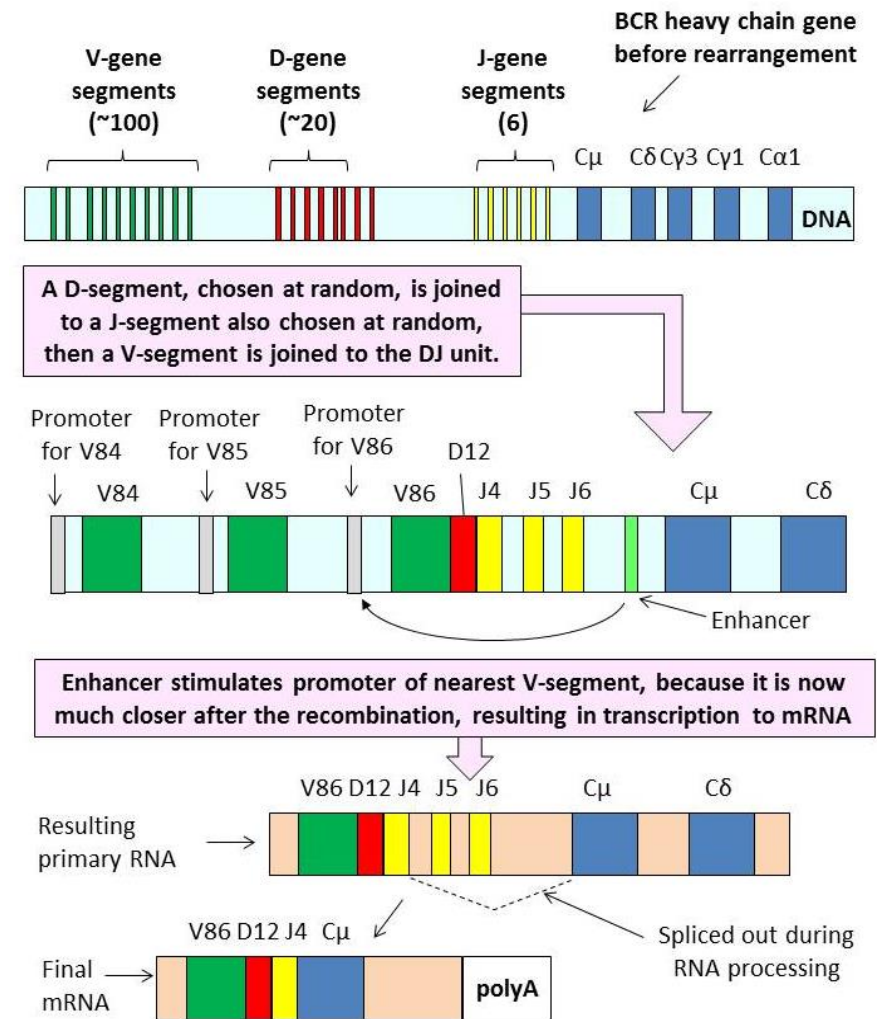 BCR heavy chain gene
before rearrangement
V-gene
segments
(~100)
D-gene
segments
(~20)
J-gene
segments
(6)
Cμ Cδ Cγ3 Cγ1 Cα1
DNA
A D-segment, chosen at random, is joined
to a J-segment also chosen at random,
then a V-segment is joined to the DJ unit.
Promoter
for V84
Promoter
for V85
Promoter
for V86
D12
V84 V85 V86 J4 J5 J6 Cμ Cδ
Enhancer
Enhancer stimulates promoter of nearest V-segment, because it is now
much closer after the recombination, resulting in transcription to mRNA
V86 D12 J4 J5 J6 Cμ Cδ
Resulting
primary RNA
V86 D12 J4 Cμ
Spliced out during
RNA processing
Final
mRNA
polyA